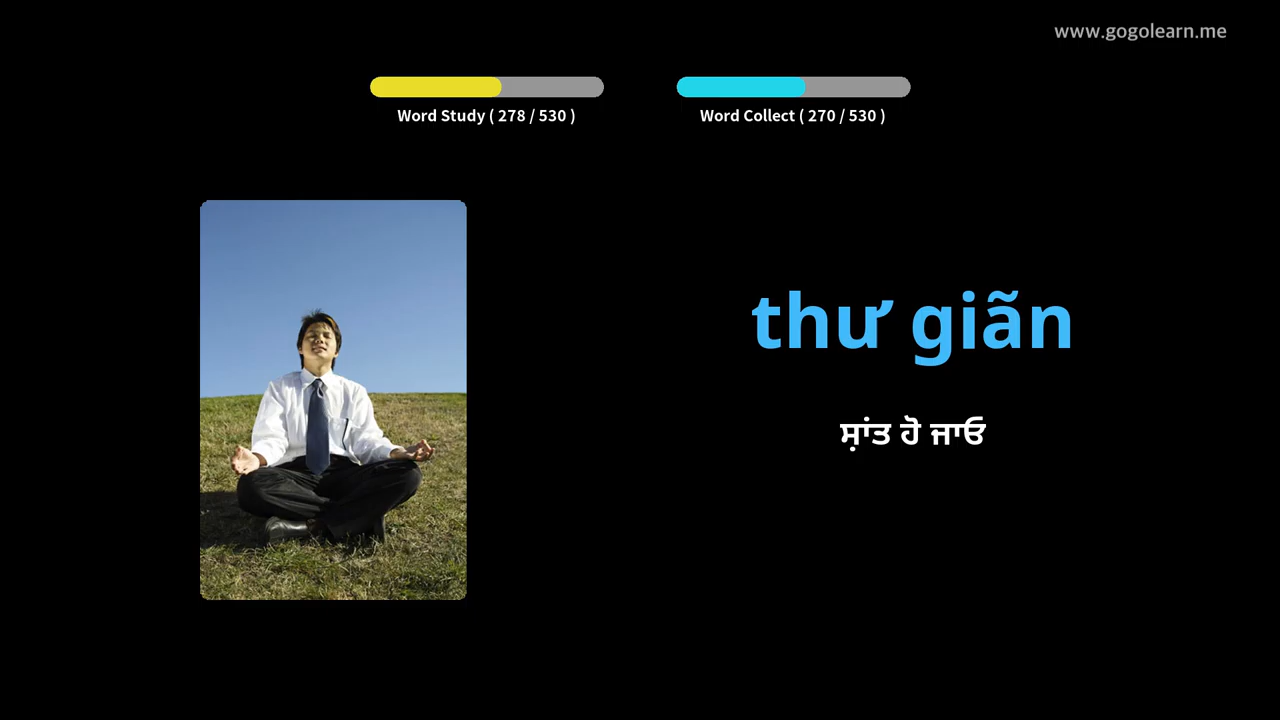 www.gogolearn.me
Word Study ( 278 / 530 )
Word Collect ( 270 / 530 )
thư giãn
ਸ਼ਾਂਤ ਹੋ ਜਾਓ